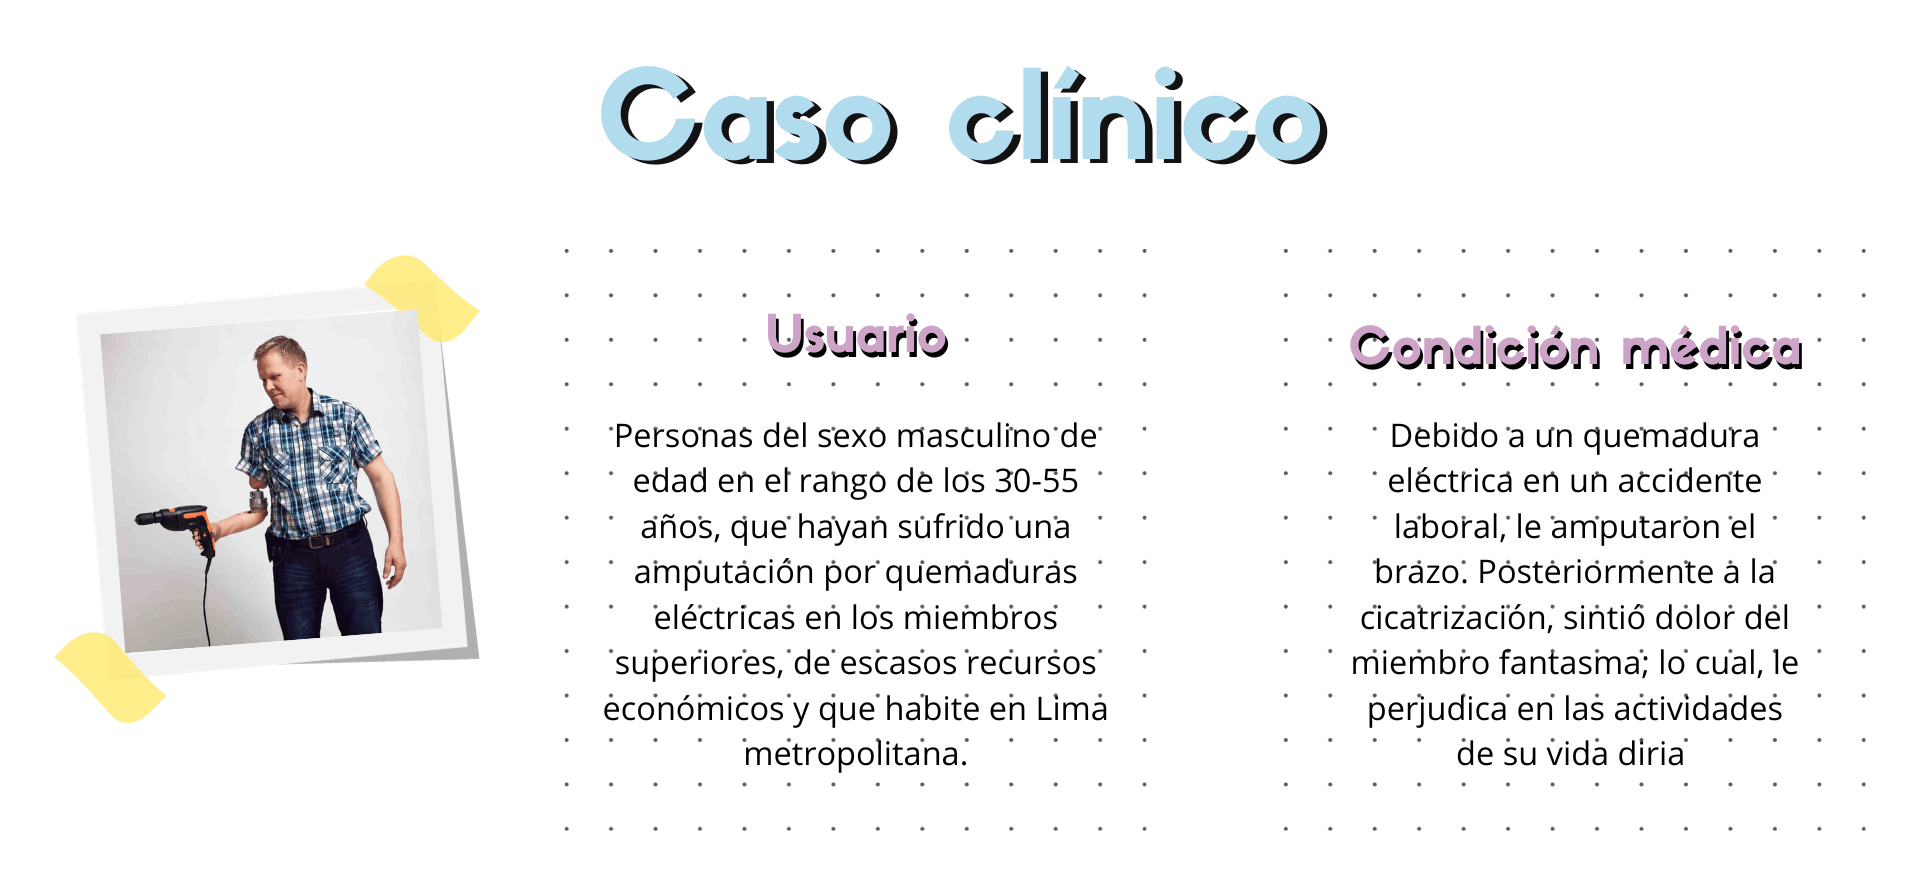 Caso clínico
Usuario
Personas del sexo masculino de
edad en el rango de los 30-55
años, que hayan sufrido una
amputación por quemaduras
eléctricas en los miembros
superiores, de escasos recursos
económicos y que habite en Lima
metropolitana.
Condición médica
Debido a un quemadura
eléctrica en un accidente
laboral, le amputaron el
brazo. Posteriormente a la
cicatrización, sintió dolor del
miembro fantasma; lo cual, le
perjudica en las actividades
de su vida diria